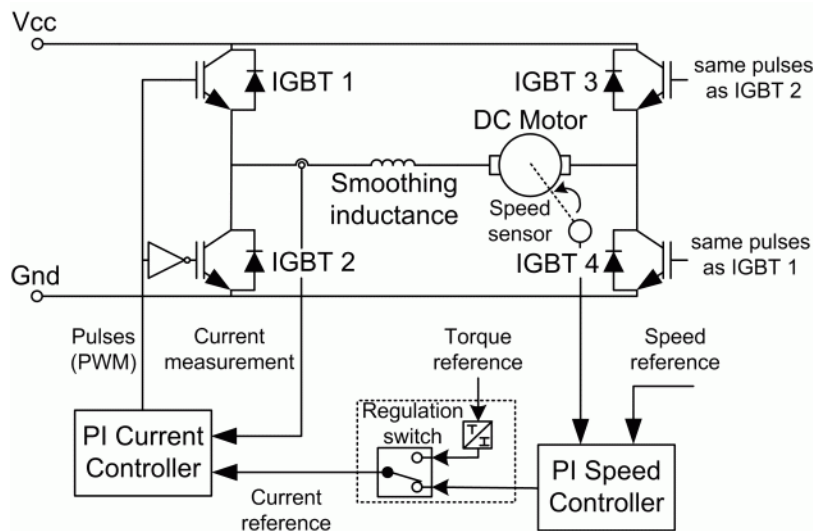 Vcc
IGBT 1
IGBT 3
same pulses
as IGBT 2
DC Motor
Smoothing
inductance
Speed
sensor
IGBT 2
IGBT 4
same pulses
as IGBT 1
Gnd
Pulses
(PWM)
Current
measurement
Torque
reference
Speed
reference
Regulation
switch
T
I
PI Current
Controller
Current
reference
PI Speed
Controller